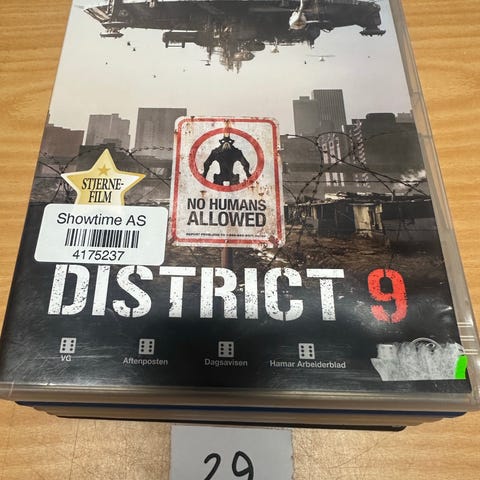 STJERNE-
FILM
Showtime AS
4175237
NO HUMANS
ALLOWED
DISTRICT 9
VG
Aftenposten
Dagsavisen
Hamar Arbeiderblad
29